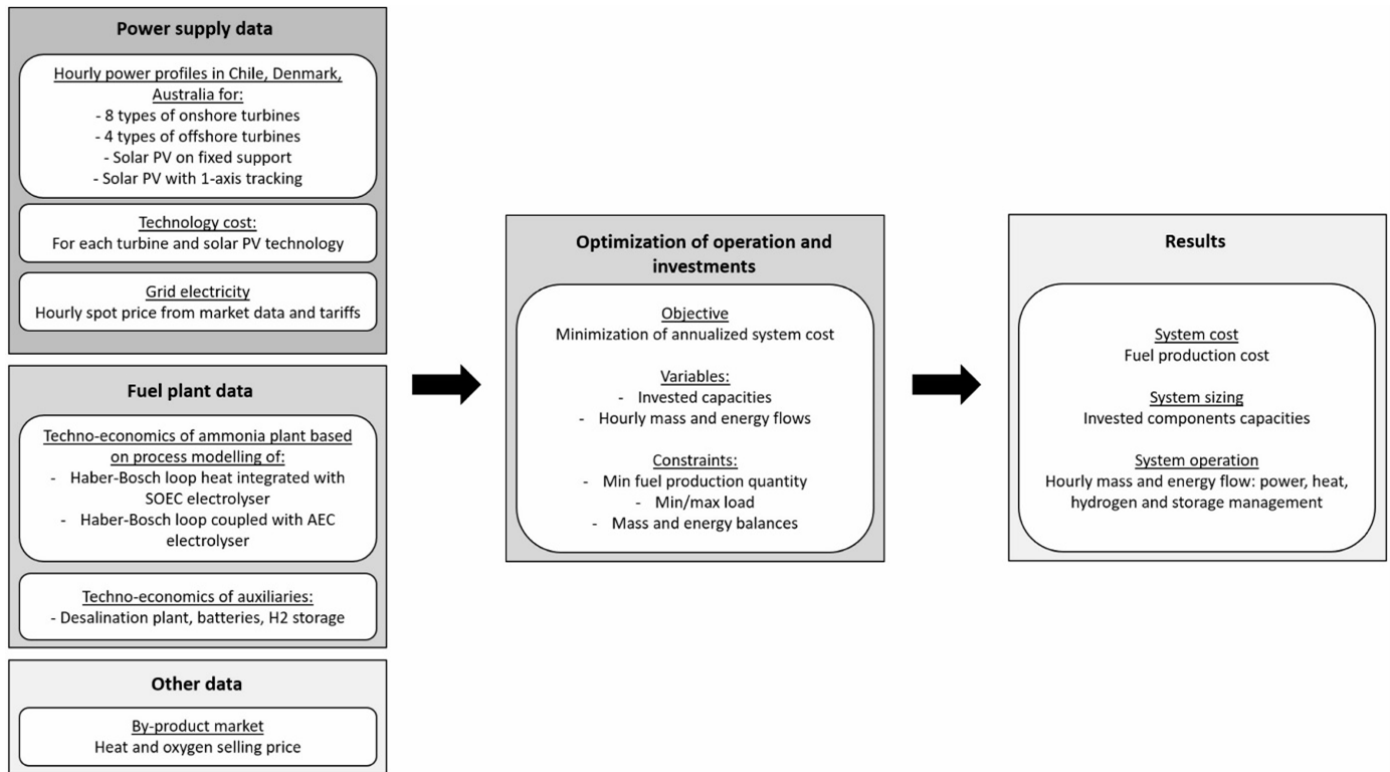 Power supply data
Hourly power profiles in Chile, Denmark,
Australia for:
- 8 types of onshore turbines
- 4 types of offshore turbines
- Solar PV on fixed support
- Solar PV with 1-axis tracking
Technology cost:
For each turbine and solar PV technology
Grid electricity
Hourly spot price from market data and tariffs
Fuel plant data
Techno-economics of ammonia plant based
on process modelling of:
- Haber-Bosch loop heat integrated with
SOEC electrolyser
- Haber-Bosch loop coupled with AEC
electrolyser
Techno-economics of auxiliaries:
- Desalination plant, batteries, H2 storage
Other data
By-product market
Heat and oxygen selling price
Optimization of operation and
investments
Objective
Minimization of annualized system cost
Variables:
- Invested capacities
- Hourly mass and energy flows
Constraints:
- Min fuel production quantity
- Min/max load
- Mass and energy balances
Results
System cost
Fuel production cost
System sizing
Invested components capacities
System operation
Hourly mass and energy flow: power, heat,
hydrogen and storage management